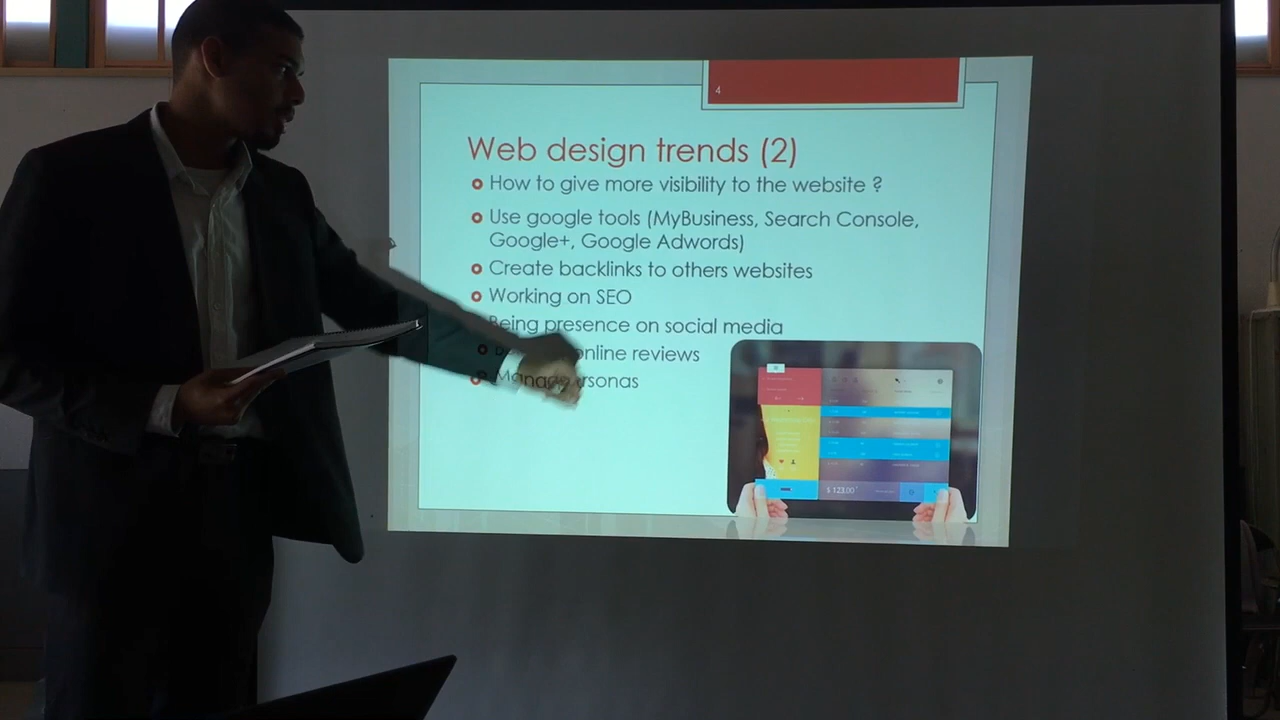 4
Web design trends (2)
How to give more visibility to the website ?
Use google tools (MyBusiness, Search Console,
Google+, Google Adwords)
Create backlinks to others websites
Working on SEO
Being presence on social media
online reviews
Manage
$ 123.00